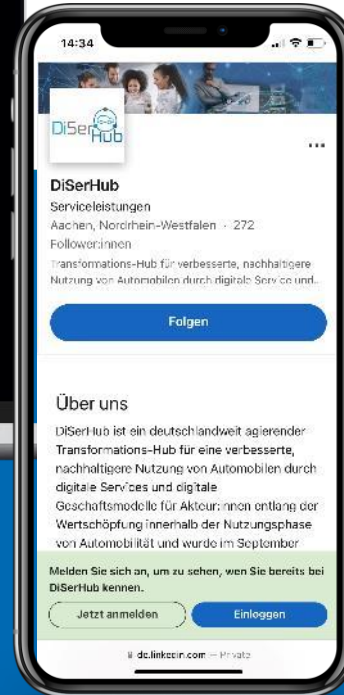 14:34
DiSerHub
DiSerHub
Serviceleistungen
Aachen, Nordrhein-Westfalen · 272
Follower:innen
Transformations-Hub für verbesserte, nachhaltigere
Nutzung von Automobilen durch digitale Service und...
Folgen
Über uns
DiSerHub ist ein deutschlandweit agierender
Transformations-Hub für eine verbesserte,
nachhaltigere Nutzung von Automobilen durch
digitale Services und digitale
Geschäftsmodelle für Akteur:innen entlang der
Wertschöpfung innerhalb der Nutzungsphase
von Automobilität und wurde im September
Melden Sie sich an, um zu sehen, wen Sie bereits bei
DiSerHub kennen.
Jetzt anmelden
Einloggen
de.linkedin.com — Privat